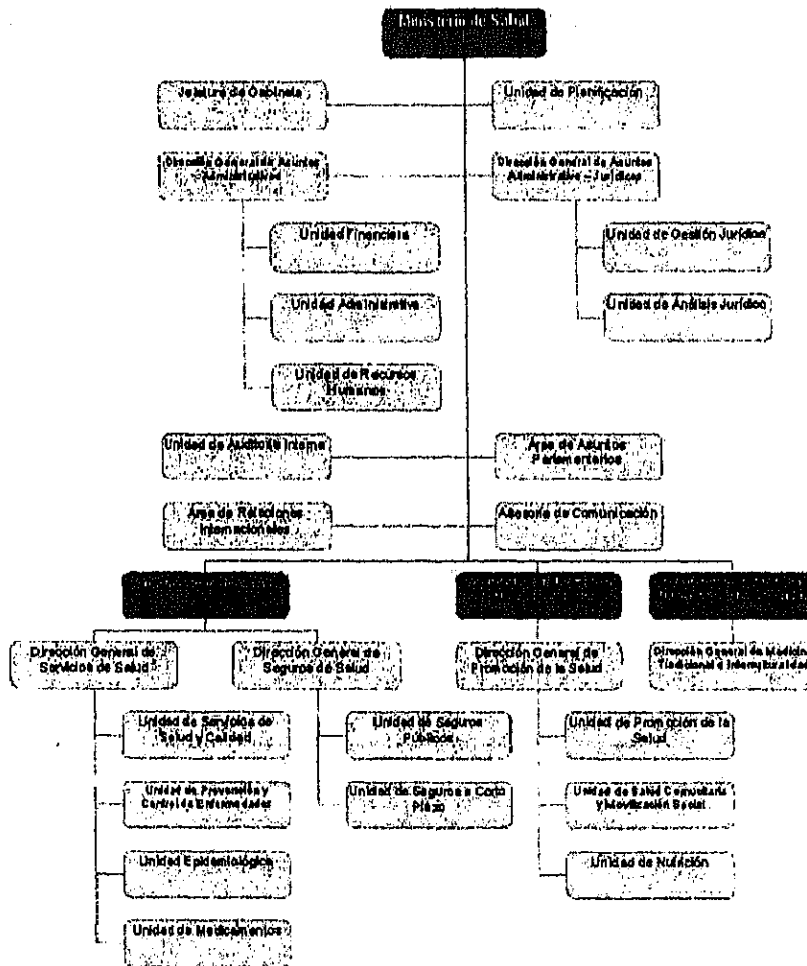 Ministerio de Salud
Jefatura de Gabinete
Unidad de Planificación
Dirección General de Asuntos
Administrativos
Dirección General de Asuntos
Administrativo - Jurídicos
Unidad Financiera
Unidad de Gestión Jurídica
Unidad Administrativa
Unidad de Análisis Jurídico
Unidad de Recursos
Humanos
Unidad de Auditoria Interna
Área de Asuntos
Parlamentarios
Área de Relaciones
Internacionales
Asesoría de Comunicación
Dirección General de
Servicios de Salud
Dirección General de
Seguros de Salud
Dirección General de
Promoción de la Salud
Dirección General de Medicina
Tradicional e Interculturalidad
Unidad de Servicios de
Salud y Calidad
Unidad de Seguros
Públicos
Unidad de Promoción de la
Salud
Unidad de Prevención y
Control de Enfermedades
Unidad de Seguros a Corto
Plazo
Unidad de Salud Comunitaria
y Movilización Social
Unidad Epidemiológica
Unidad de Nutrición
Unidad de Medicamentos